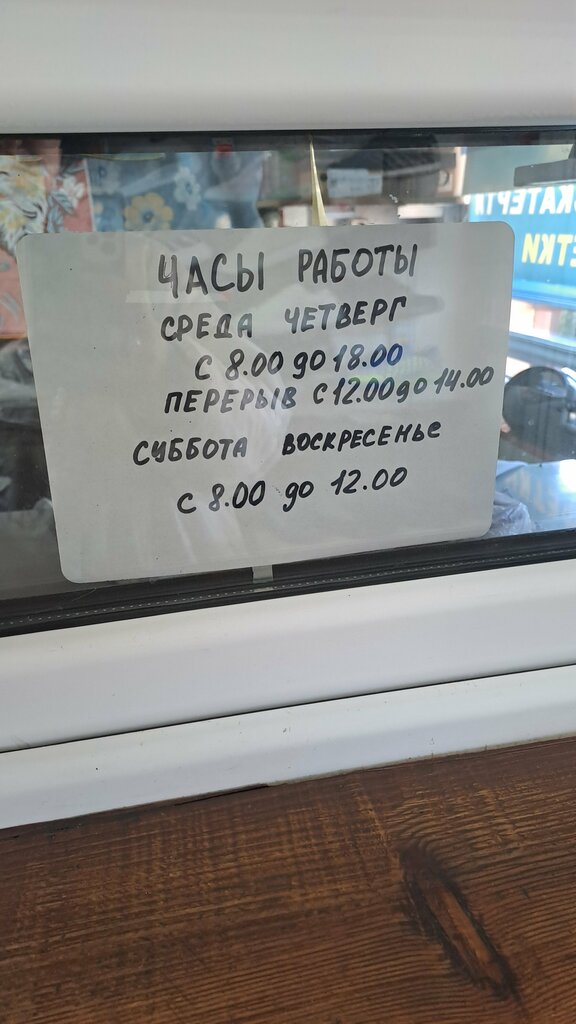 ЧАСЫ РАБОТЫ
СРЕДА ЧЕТВЕРГ
С 8.00 до 18.00
ПЕРЕРЫВ С 12.00 до 14.00
СУББОТА ВОСКРЕСЕНЬЕ
С 8.00 до 12.00